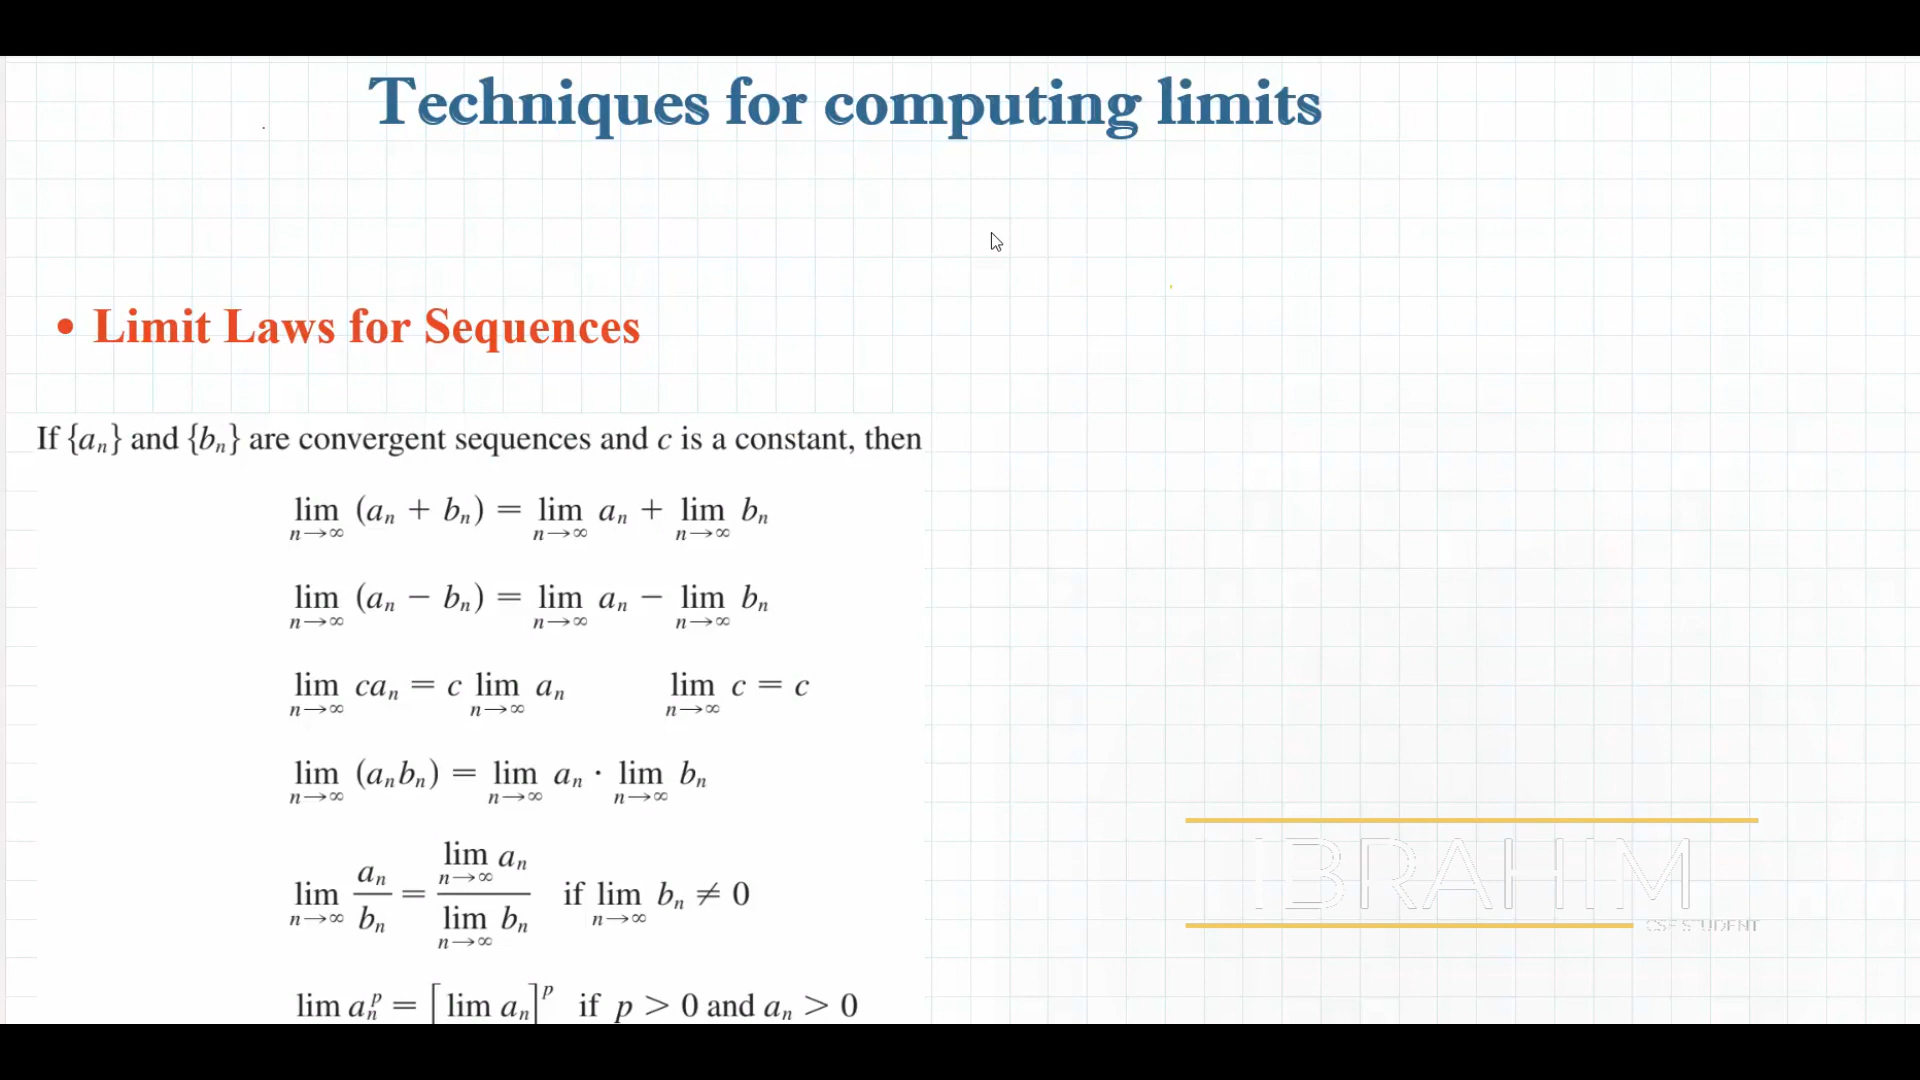 Techniques for computing limits
• Limit Laws for Sequences
If {aₙ} and {bₙ} are convergent sequences and c is a constant, then
lim n→∞ (aₙ + bₙ) = lim n→∞ aₙ + lim n→∞ bₙ
lim n→∞ (aₙ − bₙ) = lim n→∞ aₙ − lim n→∞ bₙ
lim n→∞ caₙ = c lim n→∞ aₙ lim n→∞ c = c
lim n→∞ (aₙbₙ) = lim n→∞ aₙ · lim n→∞ bₙ
lim n→∞ aₙ/bₙ = lim n→∞ aₙ / lim n→∞ bₙ if lim n→∞ bₙ ≠ 0
lim aₙᵖ = [lim aₙ]ᵖ if p > 0 and aₙ > 0
IBRAHIM
CSE STUDENT